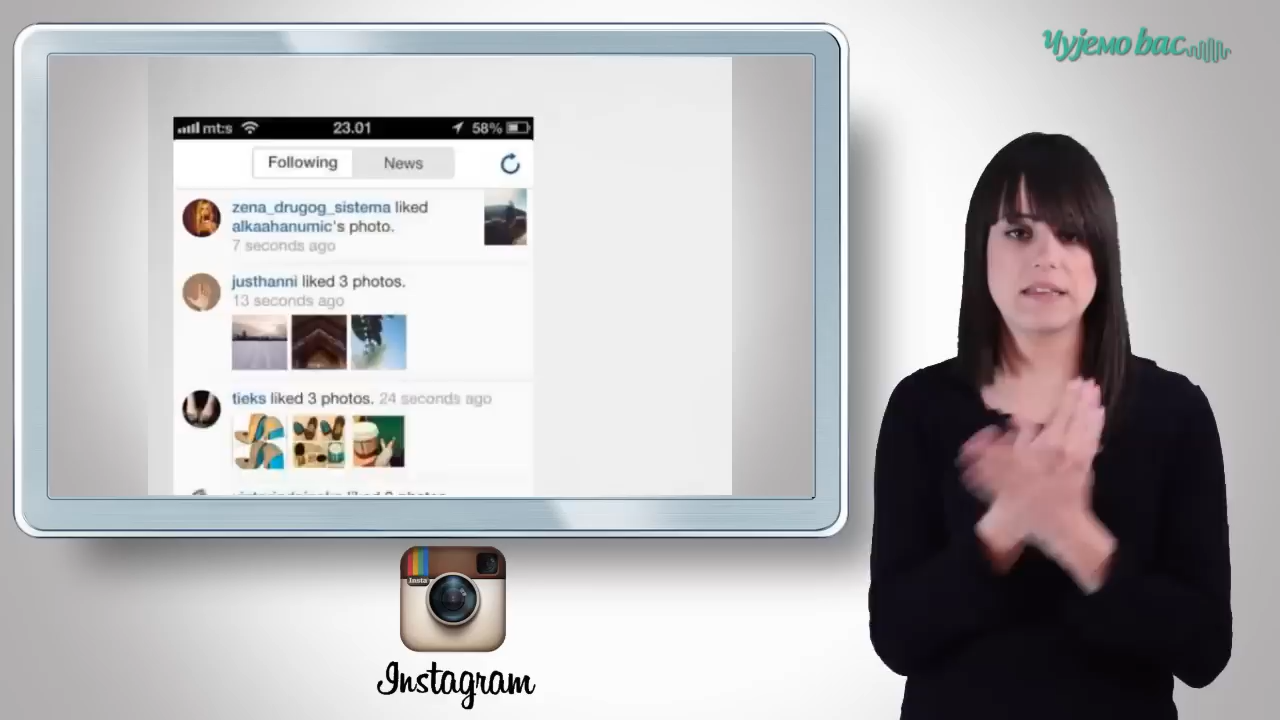 Чујемо вас
mt:s 23.01 58%
Following News
zena_drugog_sistema liked
alkaahanumic's photo.
7 seconds ago
justhanni liked 3 photos.
13 seconds ago
tieks liked 3 photos. 24 seconds ago
Insta
Instagram